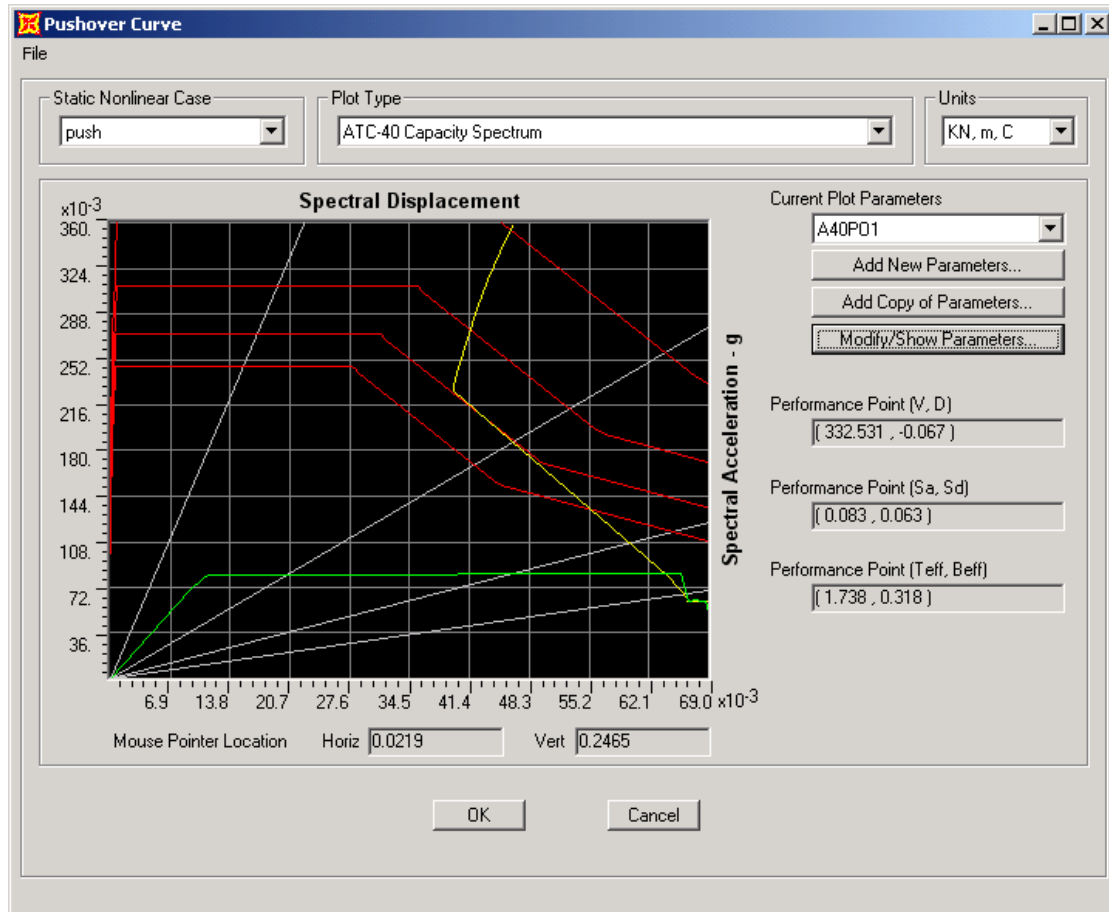 Pushover Curve
File
Static Nonlinear Case
push
Plot Type
ATC-40 Capacity Spectrum
Units
KN, m, C
Spectral Displacement
x10-3
360.
324.
288.
252.
216.
180.
144.
108.
72.
36.
6.9 13.8 20.7 27.6 34.5 41.4 48.3 55.2 62.1 69.0 x10-3
Spectral Acceleration - g
Mouse Pointer Location Horiz 0.0219 Vert 0.2465
Current Plot Parameters
A40PO1
Add New Parameters...
Add Copy of Parameters...
Modify/Show Parameters...
Performance Point (V, D)
( 332.531 , -0.067 )
Performance Point (Sa, Sd)
( 0.083 , 0.063 )
Performance Point (Teff, Beff)
( 1.738 , 0.318 )
OK
Cancel